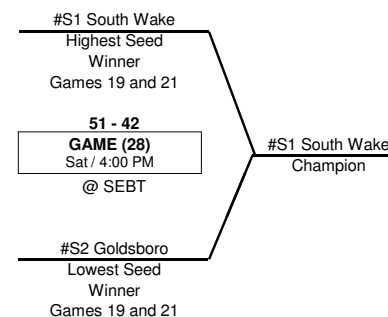 #S1 South Wake
Highest Seed
Winner
Games 19 and 21
51 - 42
GAME (28)
Sat / 4:00 PM
@ SEBT
#S1 South Wake
Champion
#S2 Goldsboro
Lowest Seed
Winner
Games 19 and 21